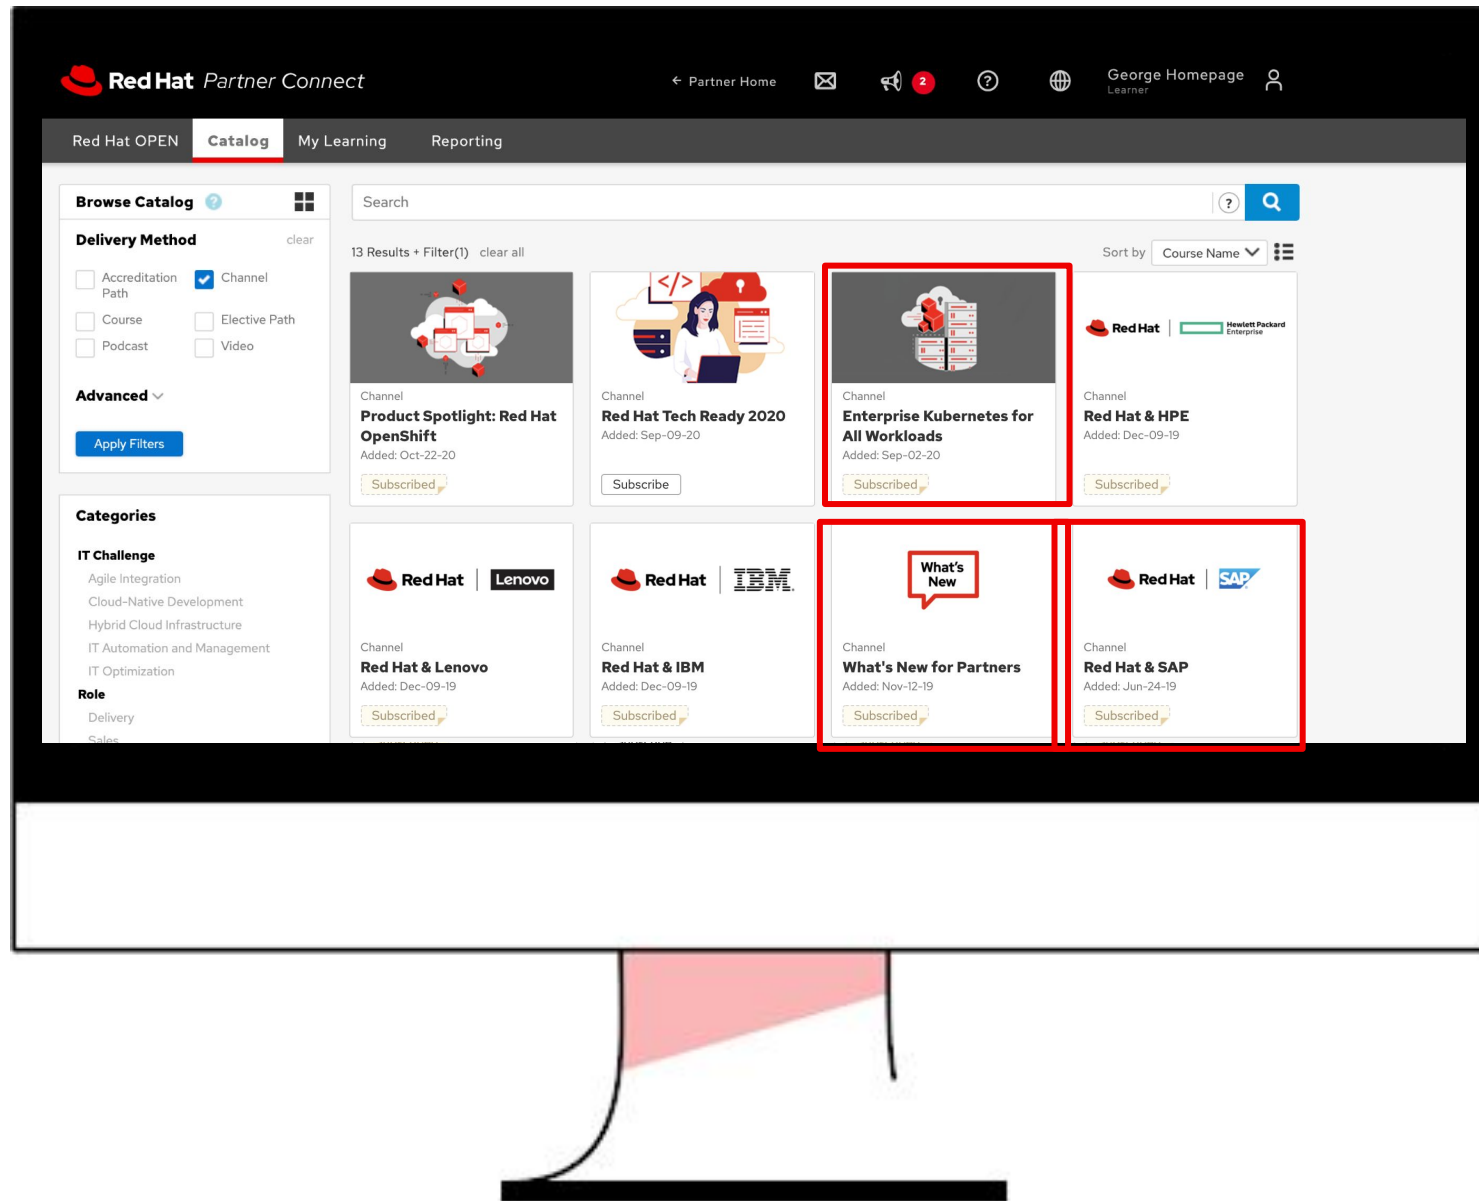 Red Hat Partner Connect
← Partner Home
2
?
George Homepage
Learner
Red Hat OPEN
Catalog
My Learning
Reporting
Browse Catalog ?
Search
?
Delivery Method
clear
13 Results + Filter(1) clear all
Sort by Course Name
Accreditation Path
Channel
Course
Elective Path
Podcast
Video
Advanced
Apply Filters
</>
Channel
Product Spotlight: Red Hat
OpenShift
Added: Oct-22-20
Subscribed
Channel
Red Hat Tech Ready 2020
Added: Sep-09-20
Subscribe
Channel
Enterprise Kubernetes for
All Workloads
Added: Sep-02-20
Subscribed
Red Hat
Hewlett Packard
Enterprise
Channel
Red Hat & HPE
Added: Dec-09-19
Subscribed
Categories
IT Challenge
Agile Integration
Cloud-Native Development
Hybrid Cloud Infrastructure
IT Automation and Management
IT Optimization
Role
Delivery
Sales
Red Hat Lenovo
Channel
Red Hat & Lenovo
Added: Dec-09-19
Subscribed
Red Hat IBM.
Channel
Red Hat & IBM
Added: Dec-09-19
Subscribed
What's
New
Channel
What's New for Partners
Added: Nov-12-19
Subscribed
Red Hat SAP
Channel
Red Hat & SAP
Added: Jun-24-19
Subscribed